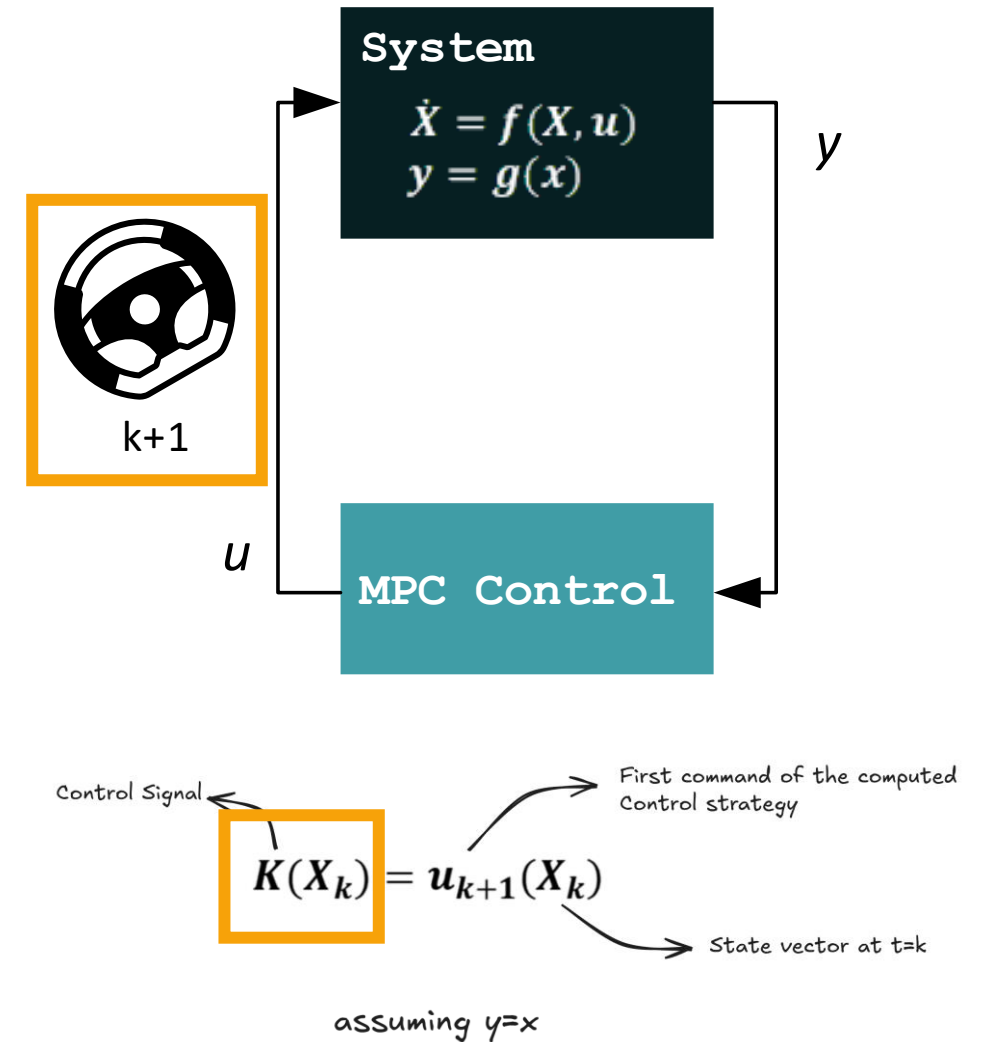 System
Ẋ = f(X, u)
y = g(x)
y
k+1
u
MPC Control
Control Signal
First command of the computed
Control strategy
K(Xₖ) = uₖ₊₁(Xₖ)
State vector at t=k
assuming y=x